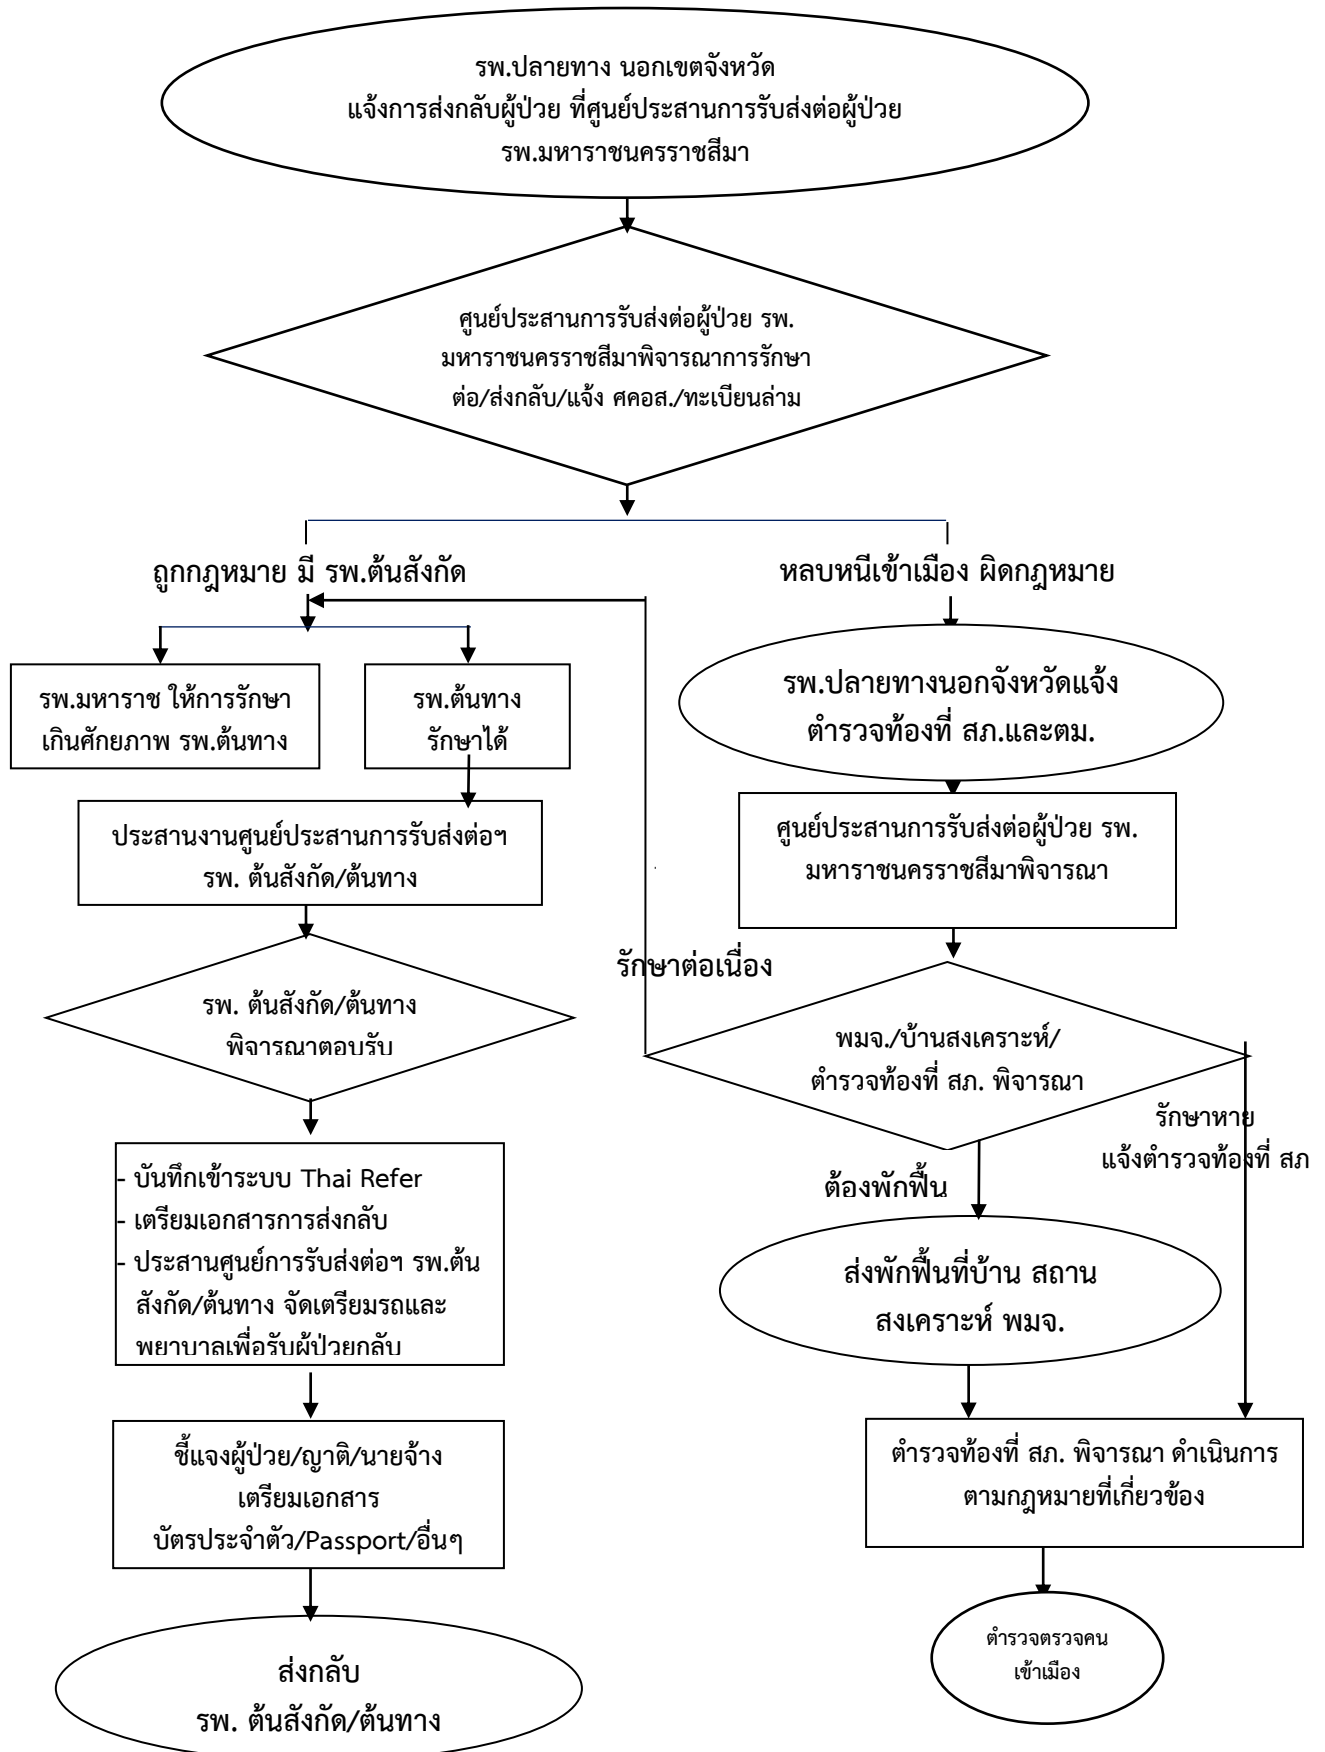 รพ.ปลายทาง นอกเขตจังหวัด
แจ้งการส่งกลับผู้ป่วย ที่ศูนย์ประสานการรับส่งต่อผู้ป่วย
รพ.มหาราชนครราชสีมา
ศูนย์ประสานการรับส่งต่อผู้ป่วย รพ.
มหาราชนครราชสีมาพิจารณาการรักษา
ต่อ/ส่งกลับ/แจ้ง ศคอส./ทะเบียนล่าม
ถูกกฎหมาย มี รพ.ต้นสังกัด
หลบหนีเข้าเมือง ผิดกฎหมาย
รพ.มหาราช ให้การรักษา
เกินศักยภาพ รพ.ต้นทาง
รพ.ต้นทาง
รักษาได้
รพ.ปลายทางนอกจังหวัดแจ้ง
ตำรวจท้องที่ สภ.และตม.
ประสานงานศูนย์ประสานการรับส่งต่อฯ
รพ. ต้นสังกัด/ต้นทาง
ศูนย์ประสานการรับส่งต่อผู้ป่วย รพ.
มหาราชนครราชสีมาพิจารณา
รักษาต่อเนื่อง
รพ. ต้นสังกัด/ต้นทาง
พิจารณาตอบรับ
พมจ./บ้านสงเคราะห์/
ตำรวจท้องที่ สภ. พิจารณา
รักษาหาย
แจ้งตำรวจท้องที่ สภ
ต้องพักฟื้น
- บันทึกเข้าระบบ Thai Refer
- เตรียมเอกสารการส่งกลับ
- ประสานศูนย์การรับส่งต่อฯ รพ.ต้น
สังกัด/ต้นทาง จัดเตรียมรถและ
พยาบาลเพื่อรับผู้ป่วยกลับ
ส่งพักฟื้นที่บ้าน สถาน
สงเคราะห์ พมจ.
ชี้แจงผู้ป่วย/ญาติ/นายจ้าง
เตรียมเอกสาร
บัตรประจำตัว/Passport/อื่นๆ
ตำรวจท้องที่ สภ. พิจารณา ดำเนินการ
ตามกฎหมายที่เกี่ยวข้อง
ส่งกลับ
รพ. ต้นสังกัด/ต้นทาง
ตำรวจตรวจคน
เข้าเมือง